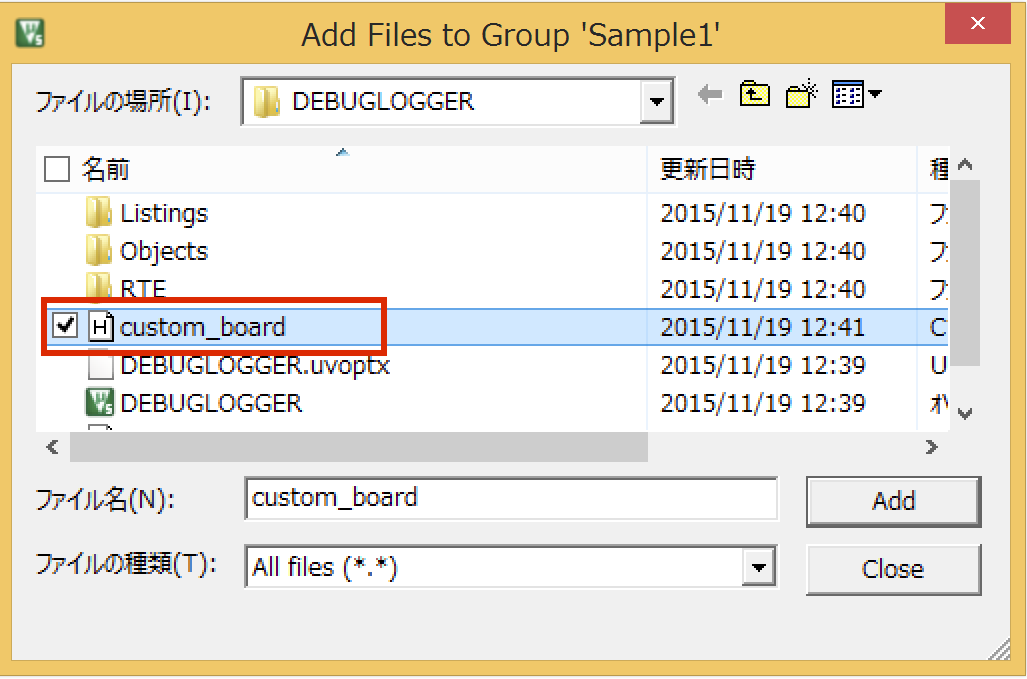 Add Files to Group 'Sample1'
ファイルの場所(I): DEBUGLOGGER
名前 更新日時 種
Listings 2015/11/19 12:40 フ
Objects 2015/11/19 12:40 フ
RTE 2015/11/19 12:40 フ
custom_board 2015/11/19 12:41 C
DEBUGLOGGER.uvoptx 2015/11/19 12:39 U
DEBUGLOGGER 2015/11/19 12:39
ファイル名(N): custom_board Add
ファイルの種類(T): All files (*.*) Close